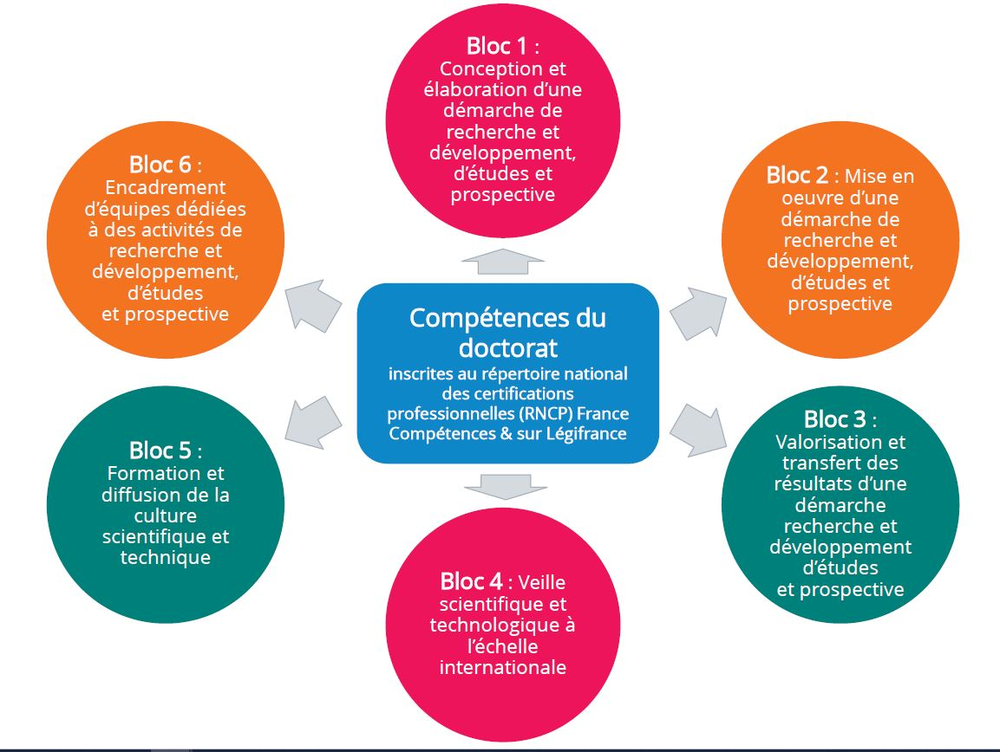 Bloc 1 :
Conception et
élaboration d’une
démarche de
recherche et
développement,
d’études et
prospective
Bloc 2 : Mise en
oeuvre d’une
démarche de
recherche et
développement,
d’études et
prospective
Bloc 3 :
Valorisation et
transfert des
résultats d’une
démarche
recherche et
développement
d’études
et prospective
Bloc 4 : Veille
scientifique et
technologique à
l’échelle
internationale
Bloc 5 :
Formation et
diffusion de la
culture
scientifique et
technique
Bloc 6 :
Encadrement
d’équipes dédiées
à des activités de
recherche et
développement,
d’études
et prospective
Compétences du
doctorat
inscrites au répertoire national
des certifications
professionnelles (RNCP) France
Compétences & sur Légifrance